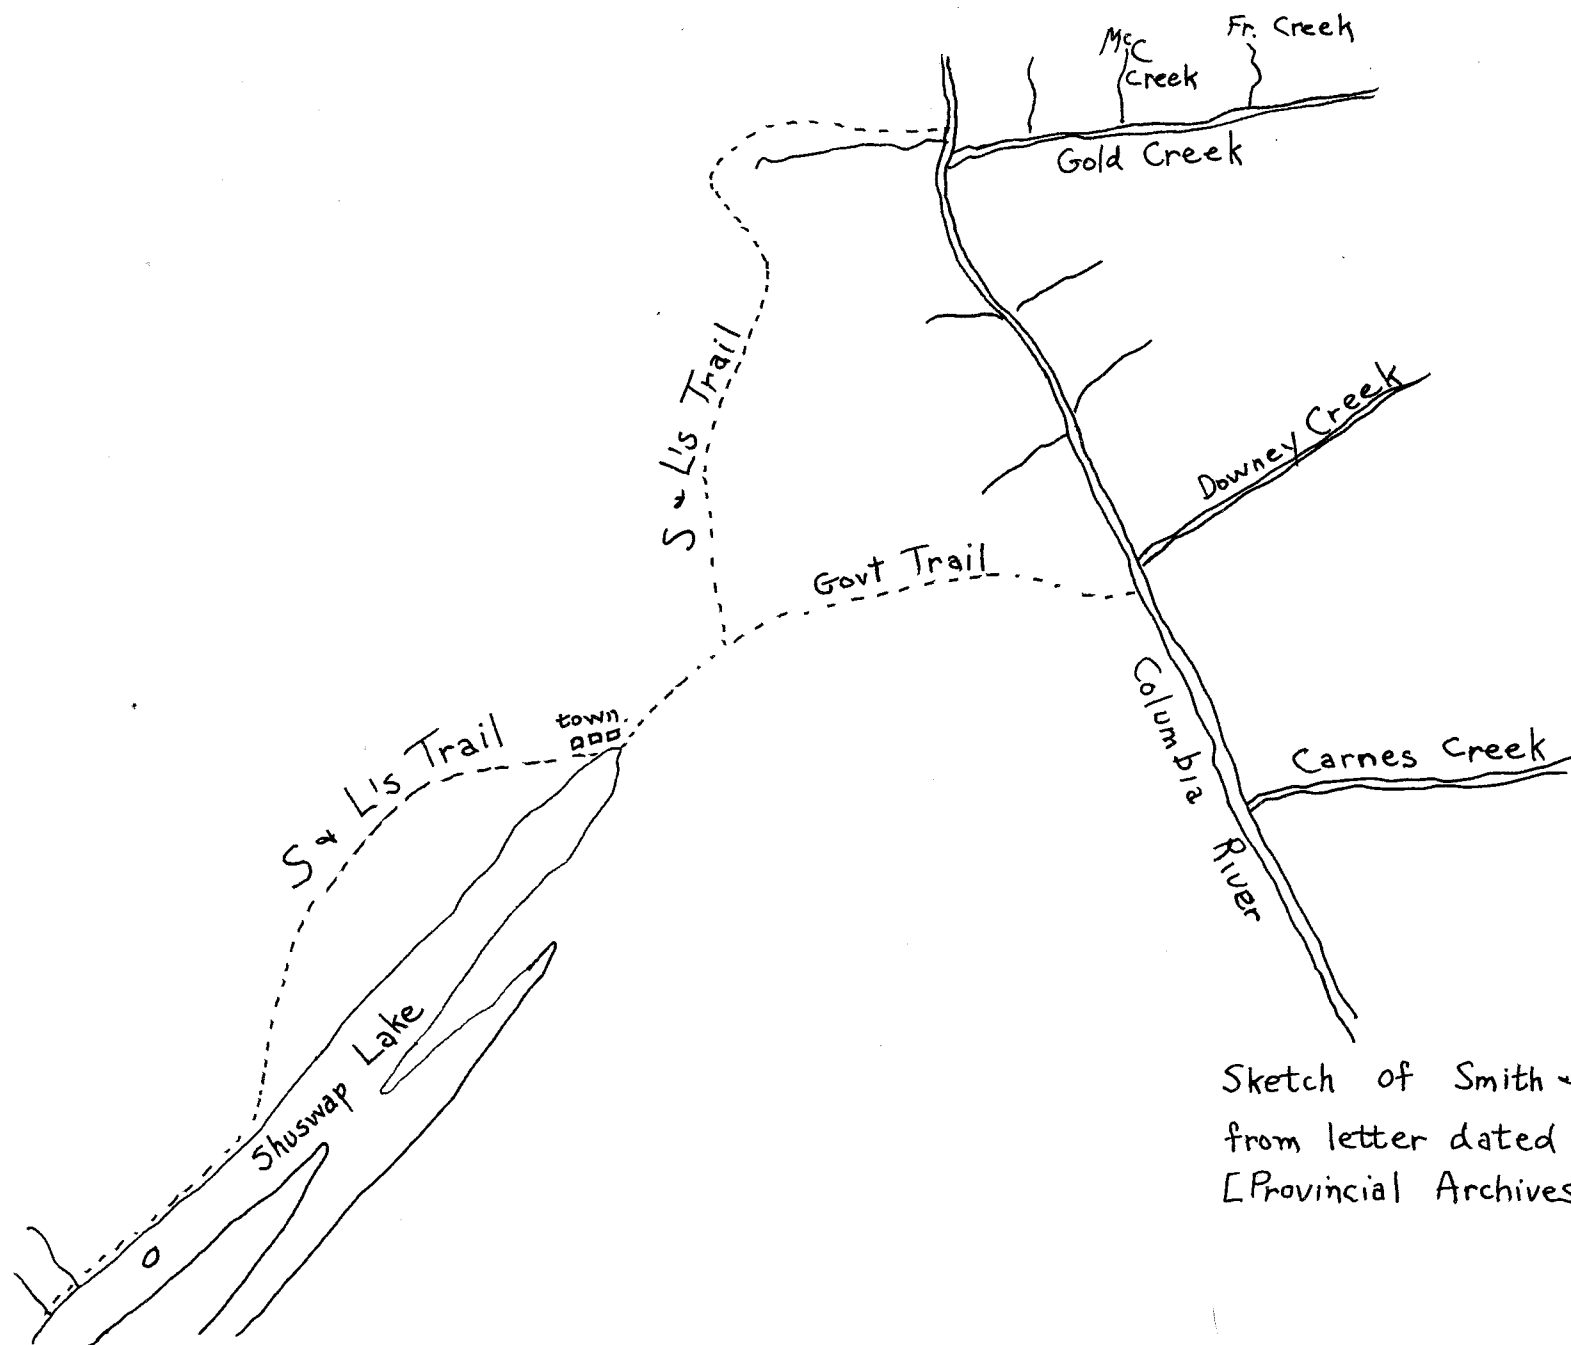 Fr. Creek
McC
Creek
Gold Creek
S & L's Trail
Downey Creek
Govt Trail
Columbia River
town
S & L's Trail
Carnes Creek
Shuswap Lake
Sketch of Smith &
from letter dated
[Provincial Archives